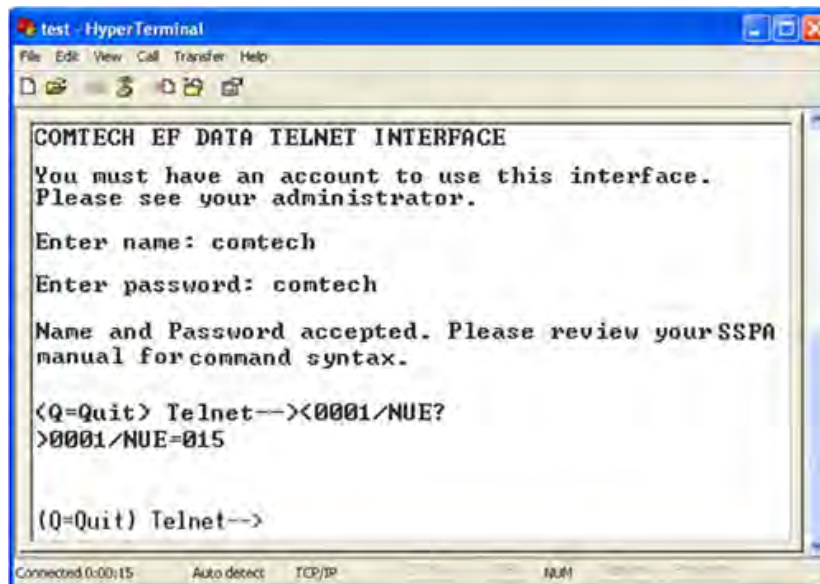 test - HyperTerminal
File Edit View Call Transfer Help
COMTECH EF DATA TELNET INTERFACE
You must have an account to use this interface.
Please see your administrator.
Enter name: comtech
Enter password: comtech
Name and Password accepted. Please review your SSPA
manual for command syntax.
(Q=Quit) Telnet--><0001/NUE?
>0001/NUE=015
(Q=Quit) Telnet-->
Connected 0:00:15 Auto detect TCP/IP NUM